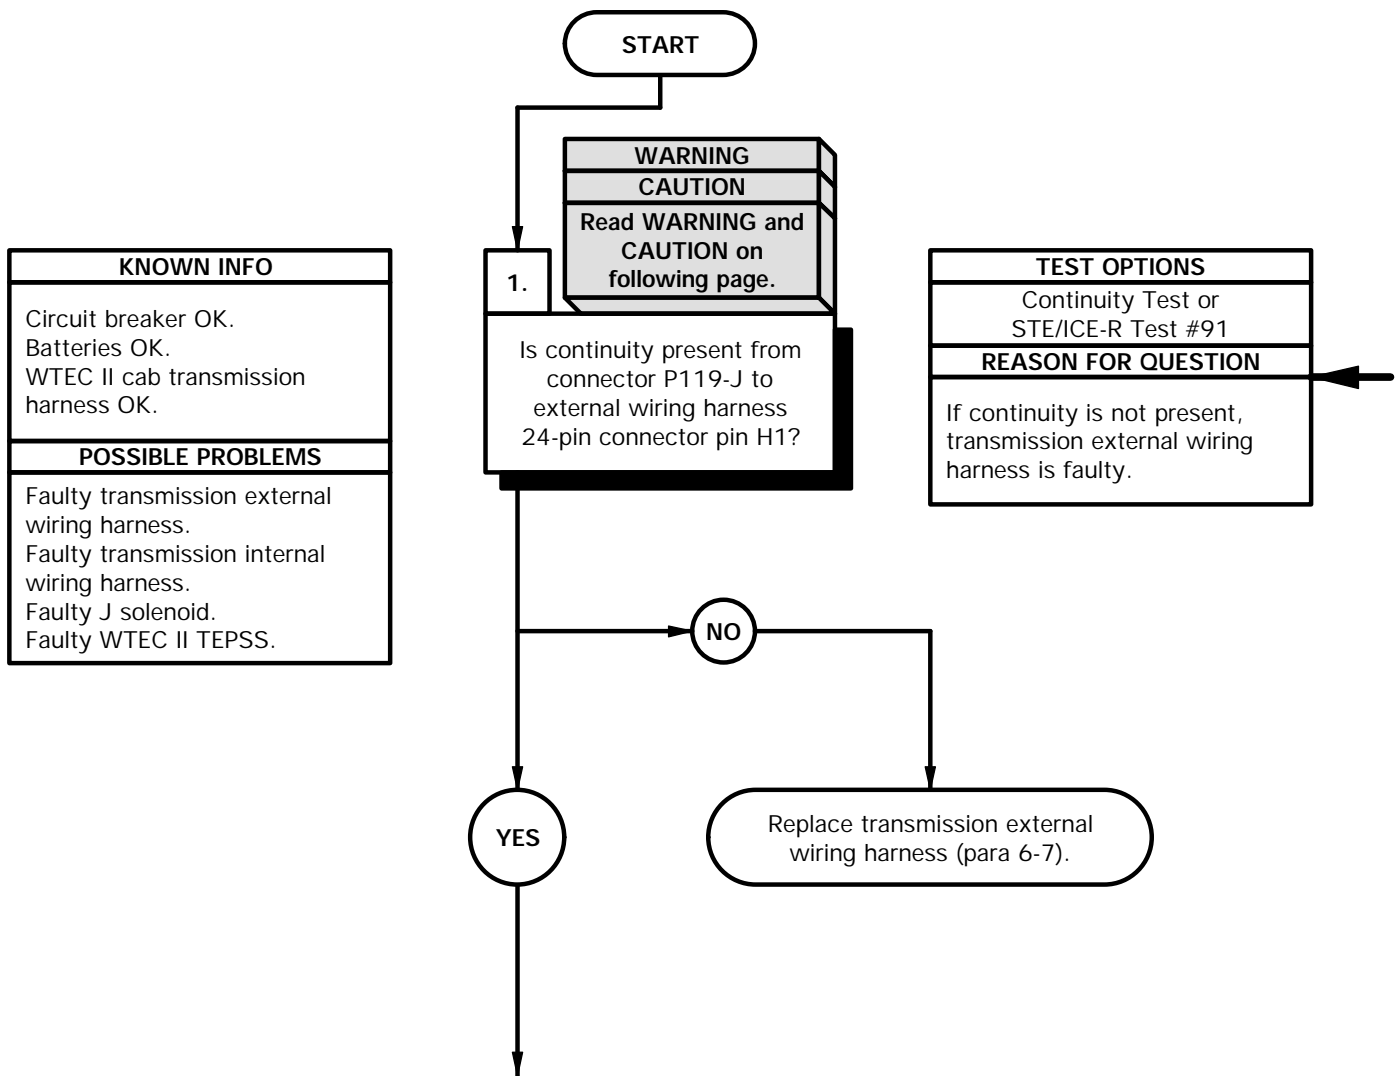 START
WARNING
CAUTION
Read WARNING and
CAUTION on
following page.
KNOWN INFO
Circuit breaker OK.
Batteries OK.
WTEC II cab transmission
harness OK.
POSSIBLE PROBLEMS
Faulty transmission external
wiring harness.
Faulty transmission internal
wiring harness.
Faulty J solenoid.
Faulty WTEC II TEPSS.
1.
Is continuity present from
connector P119-J to
external wiring harness
24-pin connector pin H1?
TEST OPTIONS
Continuity Test or
STE/ICE-R Test #91
REASON FOR QUESTION
If continuity is not present,
transmission external wiring
harness is faulty.
NO
YES
Replace transmission external
wiring harness (para 6-7).